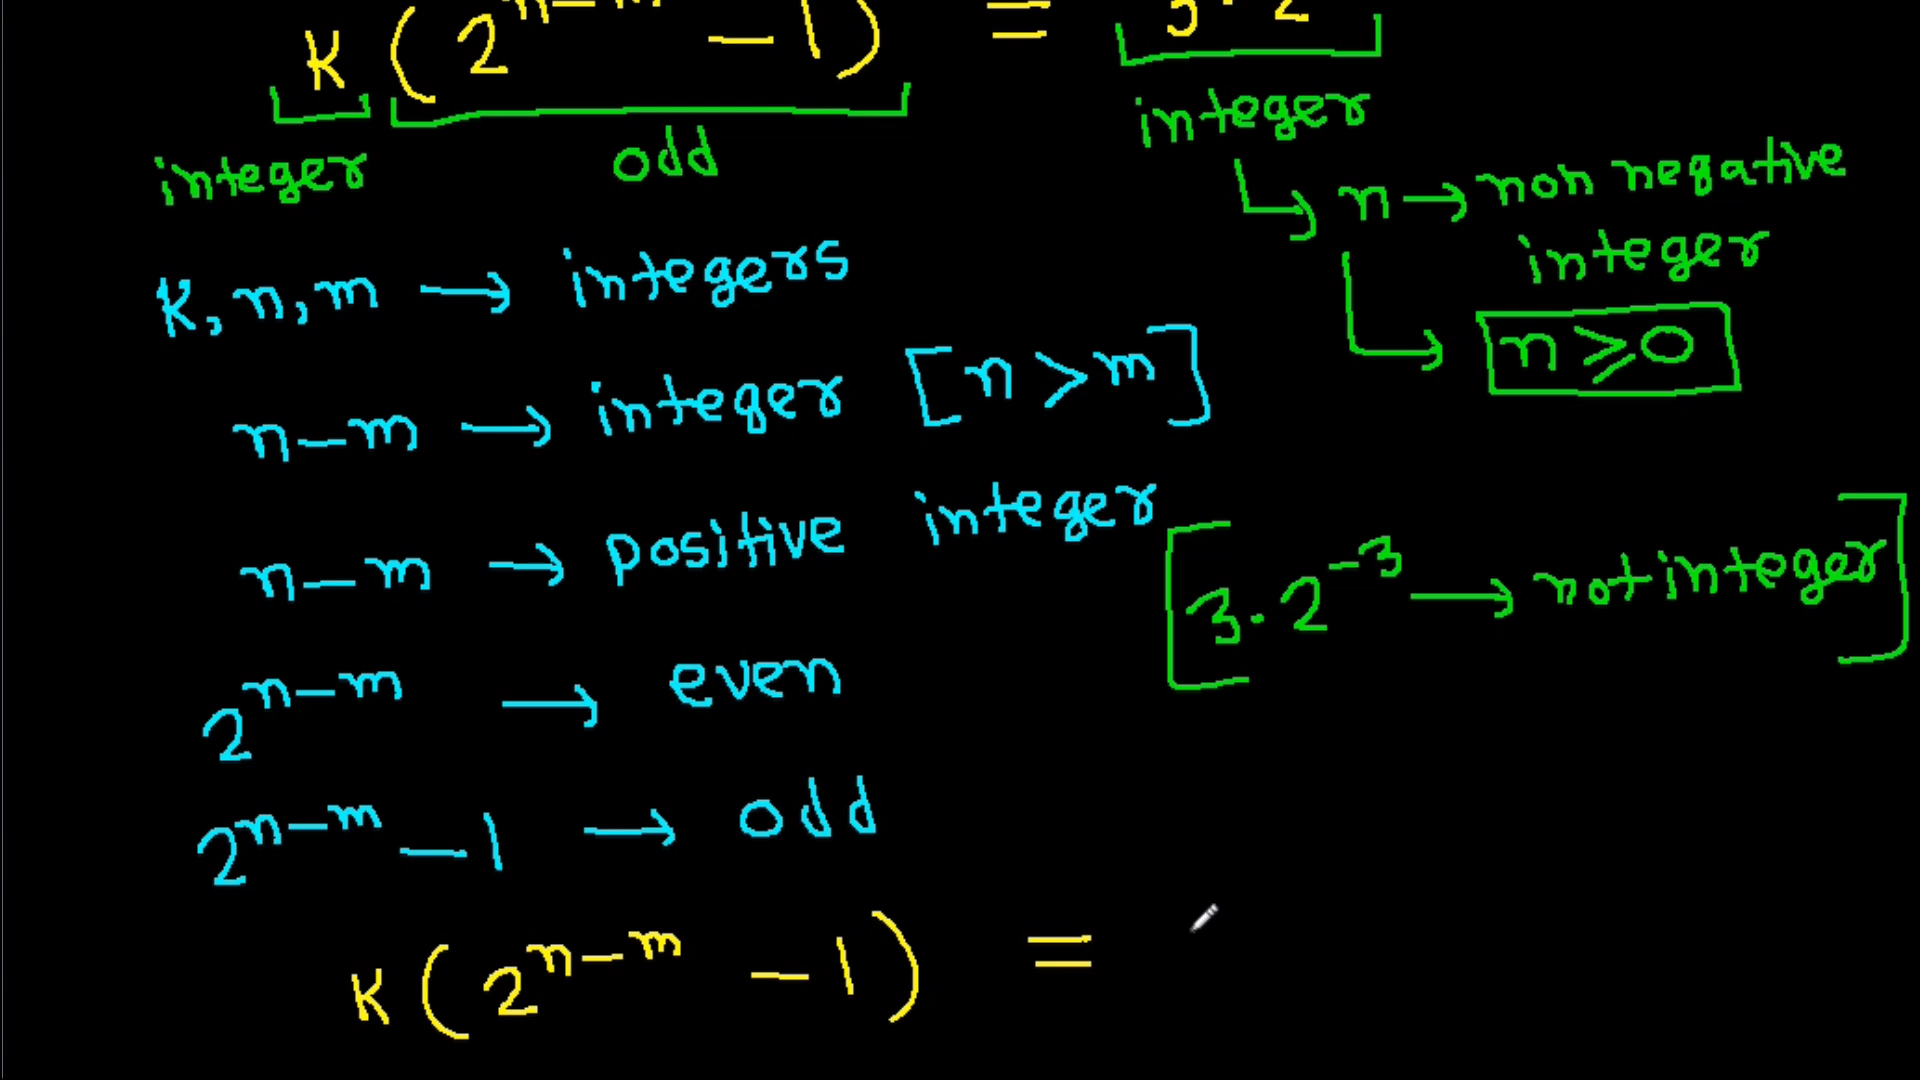 K (2^{n-m} - 1) = 3 · 2
integer odd integer
n → non negative integer
n ≥ 0
K, n, m → integers
n - m → integer [n > m]
n - m → positive integer
[3 · 2^{-3} → not integer]
2^{n-m} → even
2^{n-m} - 1 → odd
K (2^{n-m} - 1) =